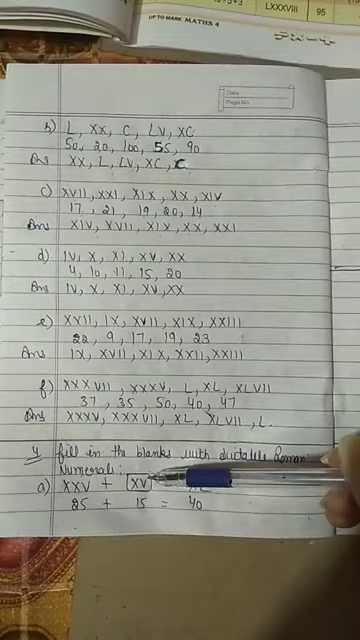 LXXXVIII 95
UP TO MARK MATHS 4
Date
Page No.
b) L, XX, C, LV, XC
50, 20, 100, 55, 90
Ans XX, L, LV, XC, C
c) XVII, XXI, XIX, XX, XIV
17, 21, 19, 20, 14
Ans XIV, XVII, XIX, XX, XXI
d) IV, X, XI, XV, XX
4, 10, 11, 15, 20
Ans IV, X, XI, XV, XX
e) XXII, IX, XVII, XIX, XXIII
22, 9, 17, 19, 23
Ans IX, XVII, XIX, XXII, XXIII
f) XXXVII, XXXV, L, XL, XLVII
37, 35, 50, 40, 47
Ans XXXV, XXXVII, XL, XLVII, L.
4 Fill in the blanks with suitable Roman
Numerals:
a) XXV + XV XL
25 + 15 = 40